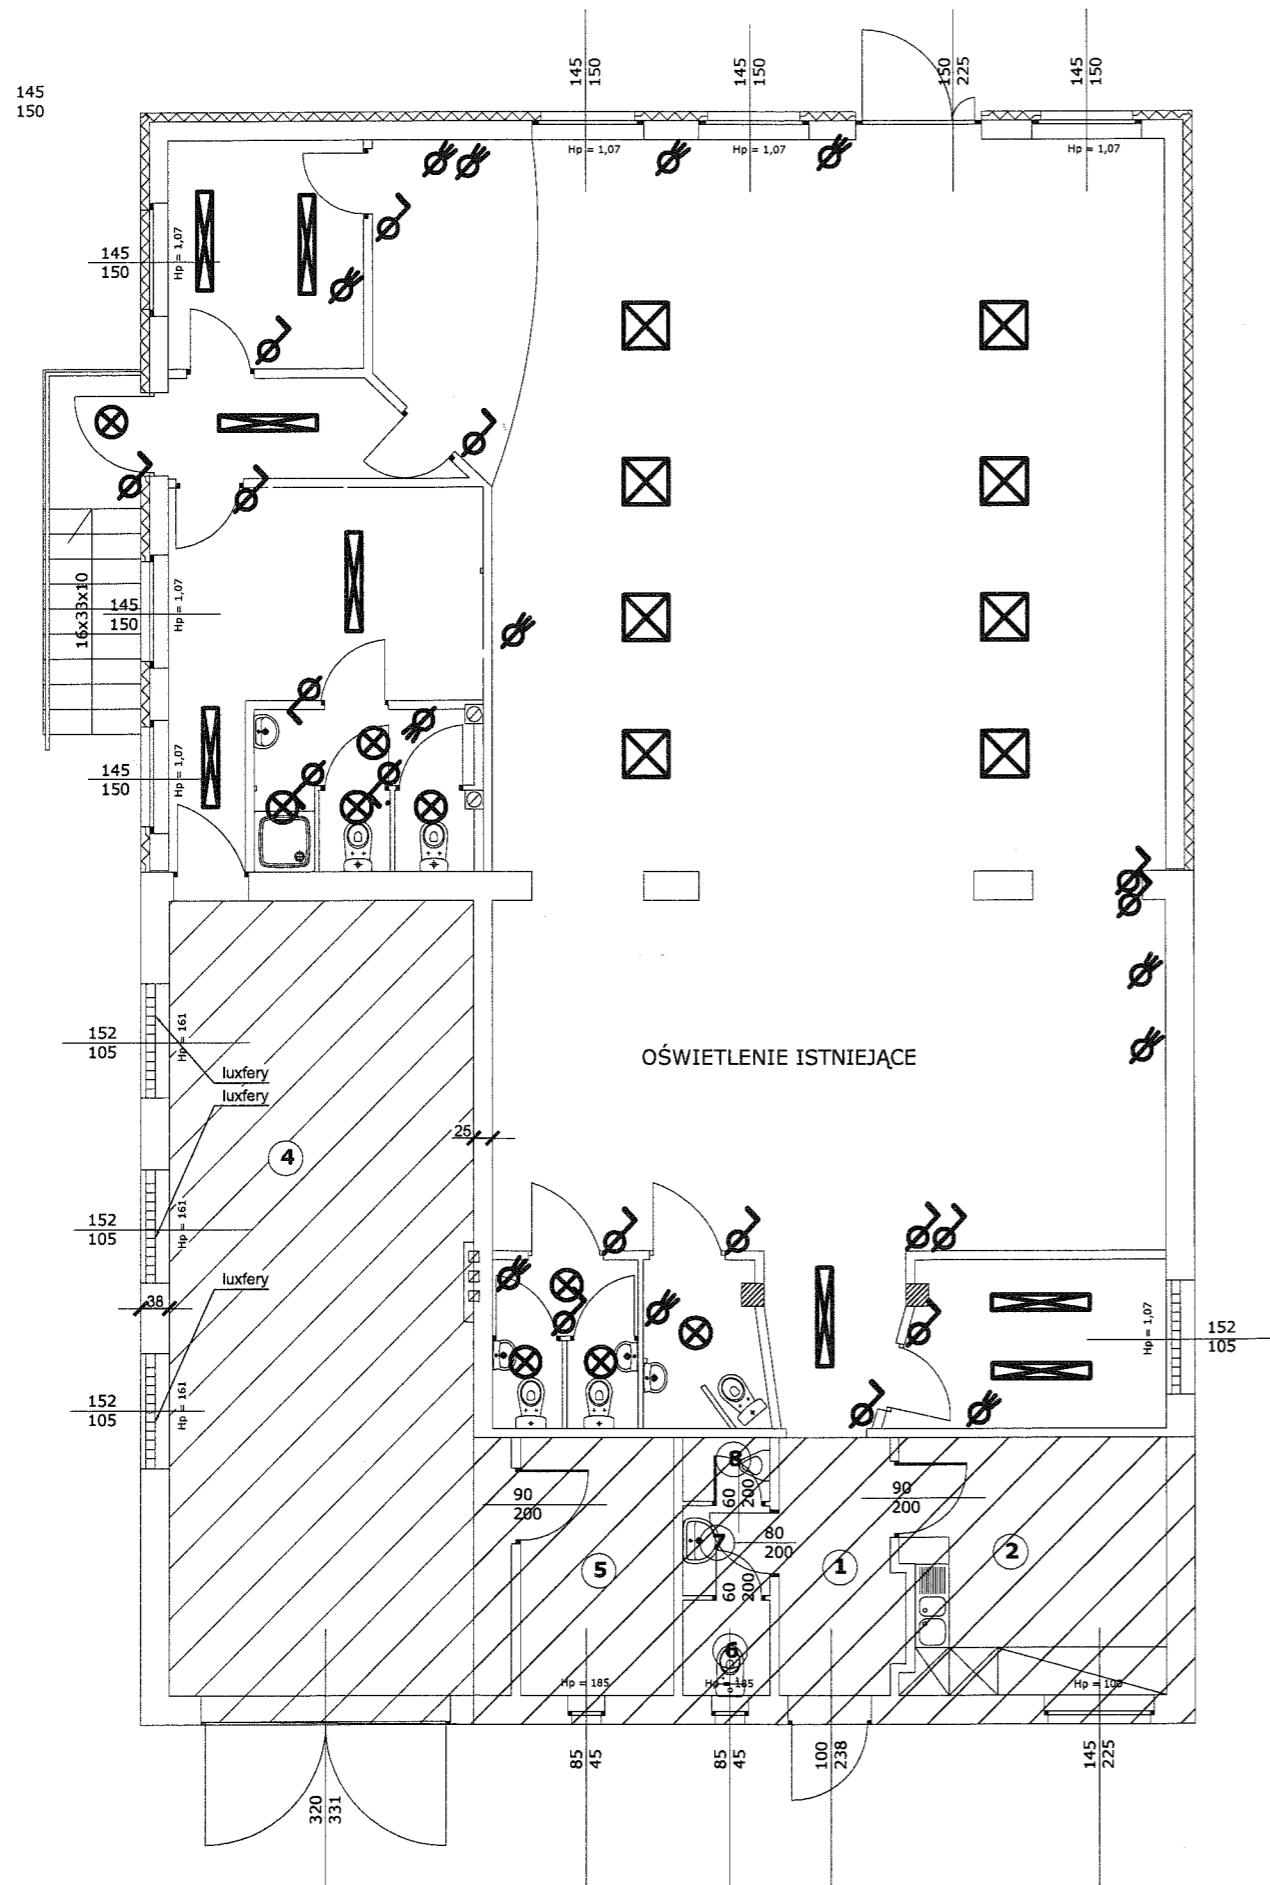 145
150
145
150
145
150
150
225
145
150
Hp = 1,07
Hp = 1,07
Hp = 1,07
145
150
Hp = 1,07
16x33x10
145
150
Hp = 1,07
145
150
Hp = 1,07
152
105
Hp = 161
luxfery
luxfery
OŚWIETLENIE ISTNIEJĄCE
25
4
152
105
Hp = 161
luxfery
38
152
105
Hp = 161
Hp = 1,07
152
105
8
90
200
60
200
90
200
7
80
200
5
1
2
60
200
6
Hp = 185
Hp = 185
Hp = 100
85
45
85
45
100
238
145
225
320
331